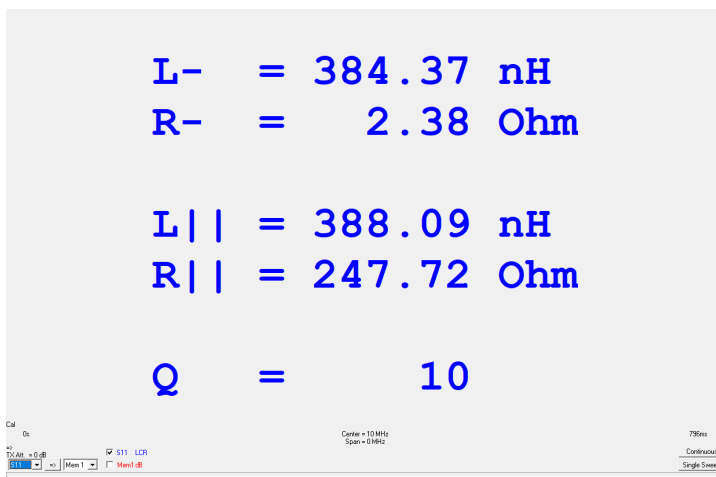 L- = 384.37 nH
R- = 2.38 Ohm
L|| = 388.09 nH
R|| = 247.72 Ohm
Q = 10
Cal
0s Center = 10 MHz 796ms
Span = 0 MHz
=>
TX Att. = 0 dB S11 LCR Continuous
S11 => Mem 1 Mem1 dB Single Swee